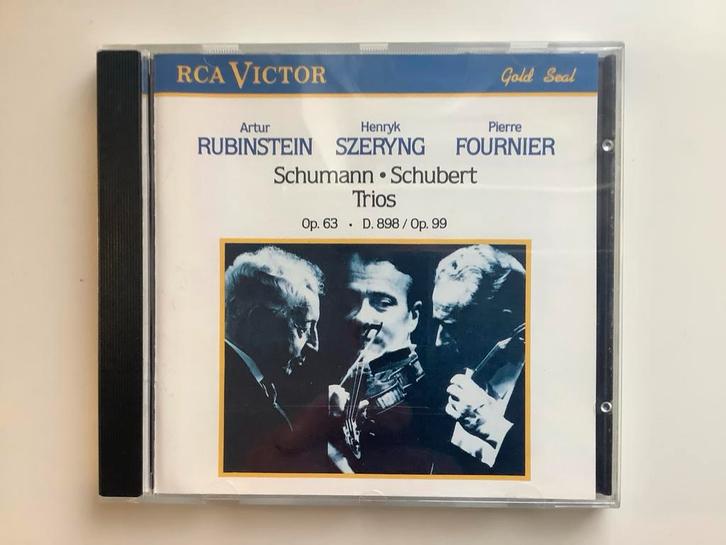 RCA VICTOR Gold Seal
Artur Henryk Pierre
RUBINSTEIN SZERYNG FOURNIER
Schumann • Schubert
Trios
Op. 63 • D. 898 / Op. 99